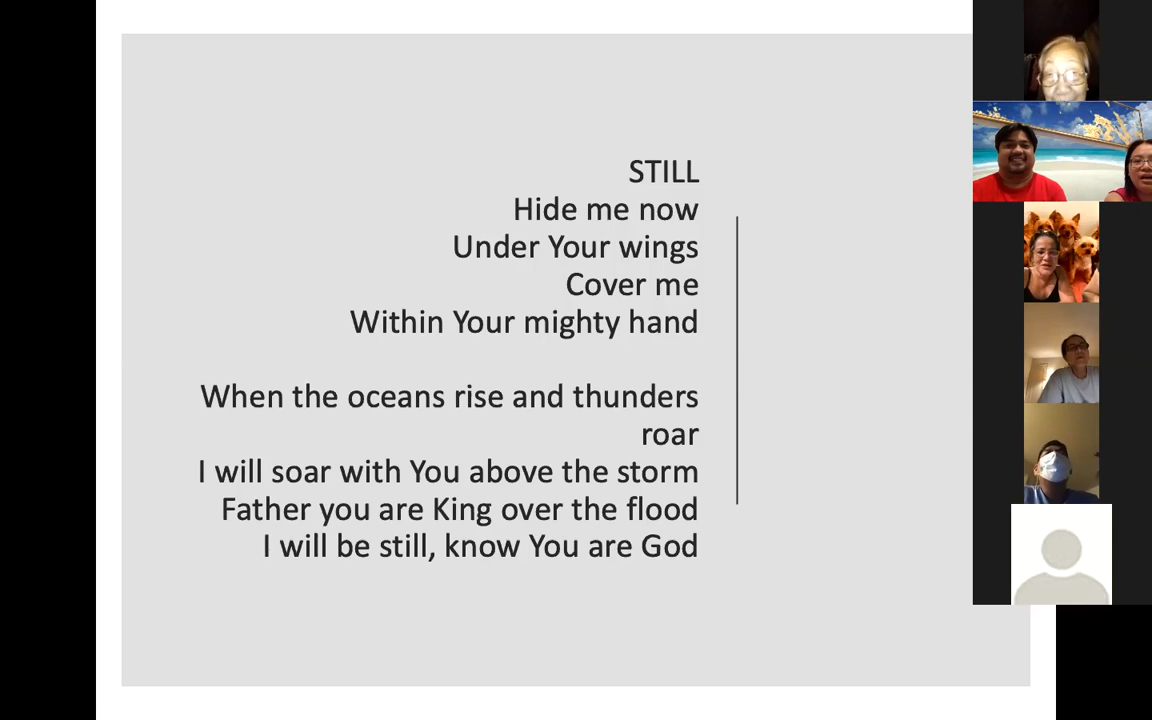 STILL
Hide me now
Under Your wings
Cover me
Within Your mighty hand
When the oceans rise and thunders
roar
I will soar with You above the storm
Father you are King over the flood
I will be still, know You are God